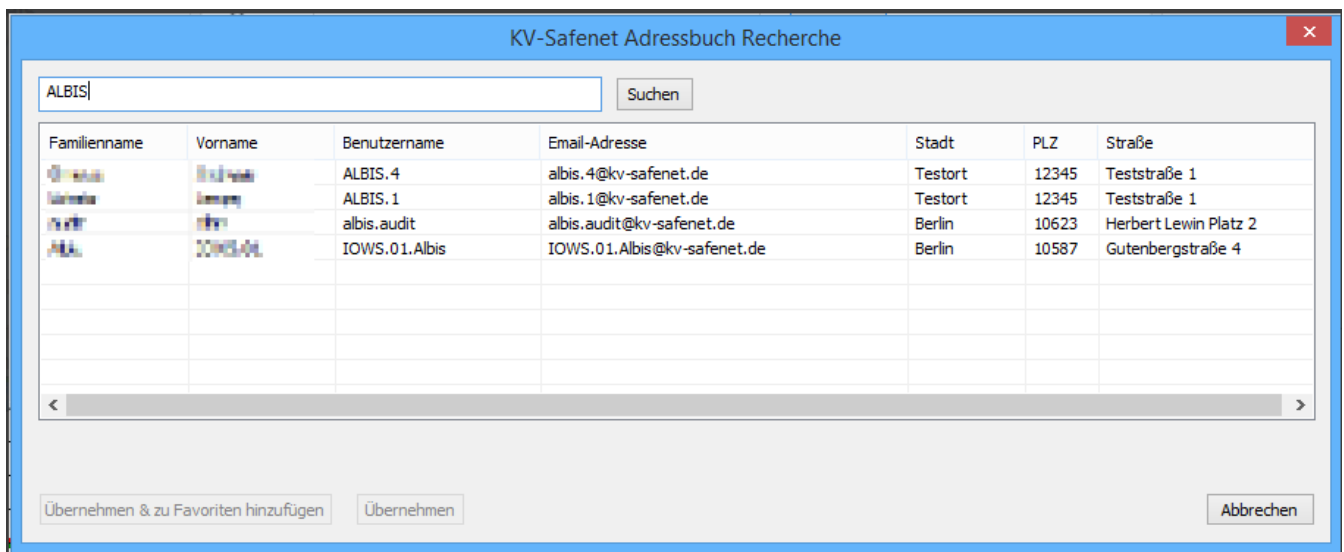 KV-Safenet Adressbuch Recherche
ALBIS
Suchen
Familienname Vorname Benutzername Email-Adresse Stadt PLZ Straße
ALBIS.4 albis.4@kv-safenet.de Testort 12345 Teststraße 1
ALBIS.1 albis.1@kv-safenet.de Testort 12345 Teststraße 1
albis.audit albis.audit@kv-safenet.de Berlin 10623 Herbert Lewin Platz 2
IOWS.01.Albis IOWS.01.Albis@kv-safenet.de Berlin 10587 Gutenbergstraße 4
Übernehmen & zu Favoriten hinzufügen Übernehmen Abbrechen